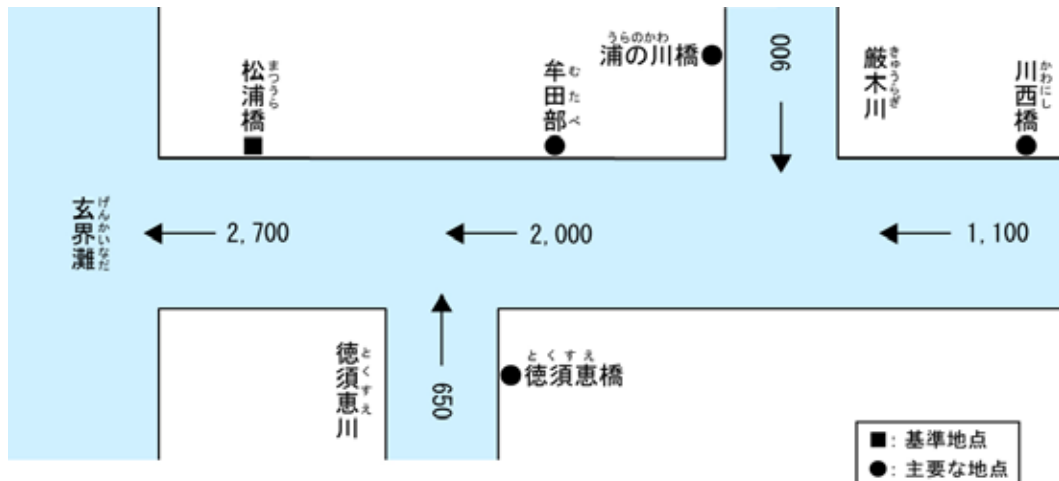 うらのかわ
浦の川橋
900
きゅうらぎ
厳木川
かわにし
川西橋
まつうら
松浦橋
むたべ
牟田部
げんかいなだ
玄界灘
2,700
2,000
1,100
とくすえ
徳須恵川
650
とくすえ
徳須恵橋
■:基準地点
●:主要な地点